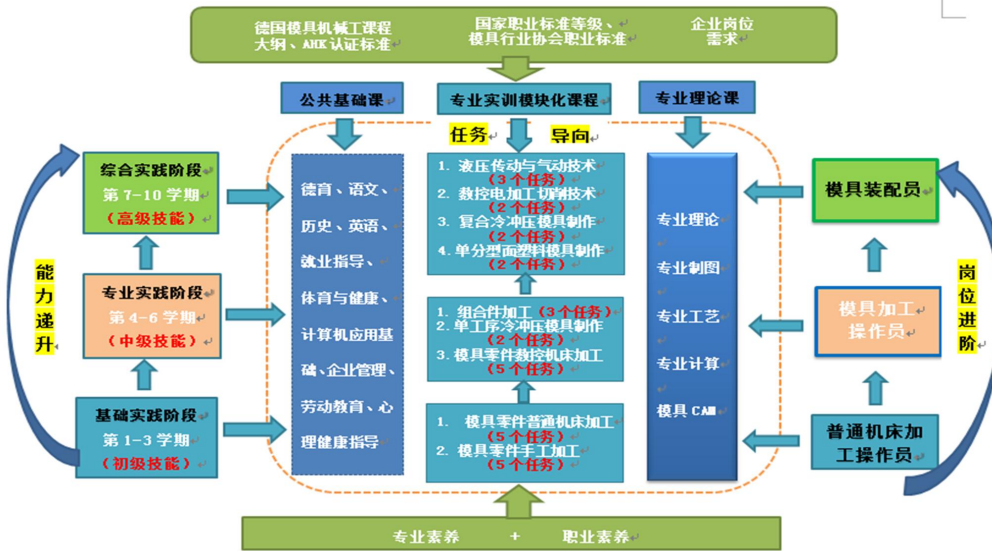 德国模具机械工课程
大纲、AHK认证标准
国家职业标准等级、
模具行业协会职业标准
企业岗位
需求
公共基础课
专业实训模块化课程
专业理论课
任务
导向
综合实践阶段
第 7-10 学期
（高级技能）
专业实践阶段
第 4-6 学期
（中级技能）
基础实践阶段
第 1-3 学期
（初级技能）
能力递升
德育、语文、
历史、英语、
就业指导、
体育与健康、
计算机应用基
础、企业管理、
劳动教育、心
理健康指导
1. 液压传动与气动技术
（3个任务）
2. 数控电加工切削技术
（2个任务）
3. 复合冷冲压模具制作
（2个任务）
4. 单分型面塑料模具制作
（2个任务）
1. 组合件加工（3个任务）
2. 单工序冷冲压模具制作
（2个任务）
3. 模具零件数控机床加工
（5个任务）
1. 模具零件普通机床加工
（5个任务）
2. 模具零件手工加工
（5个任务）
专业理论
专业制图
专业工艺
专业计算
模具 CAM
模具装配员
模具加工
操作员
普通机床加
工操作员
岗位进阶
专业素养 + 职业素养